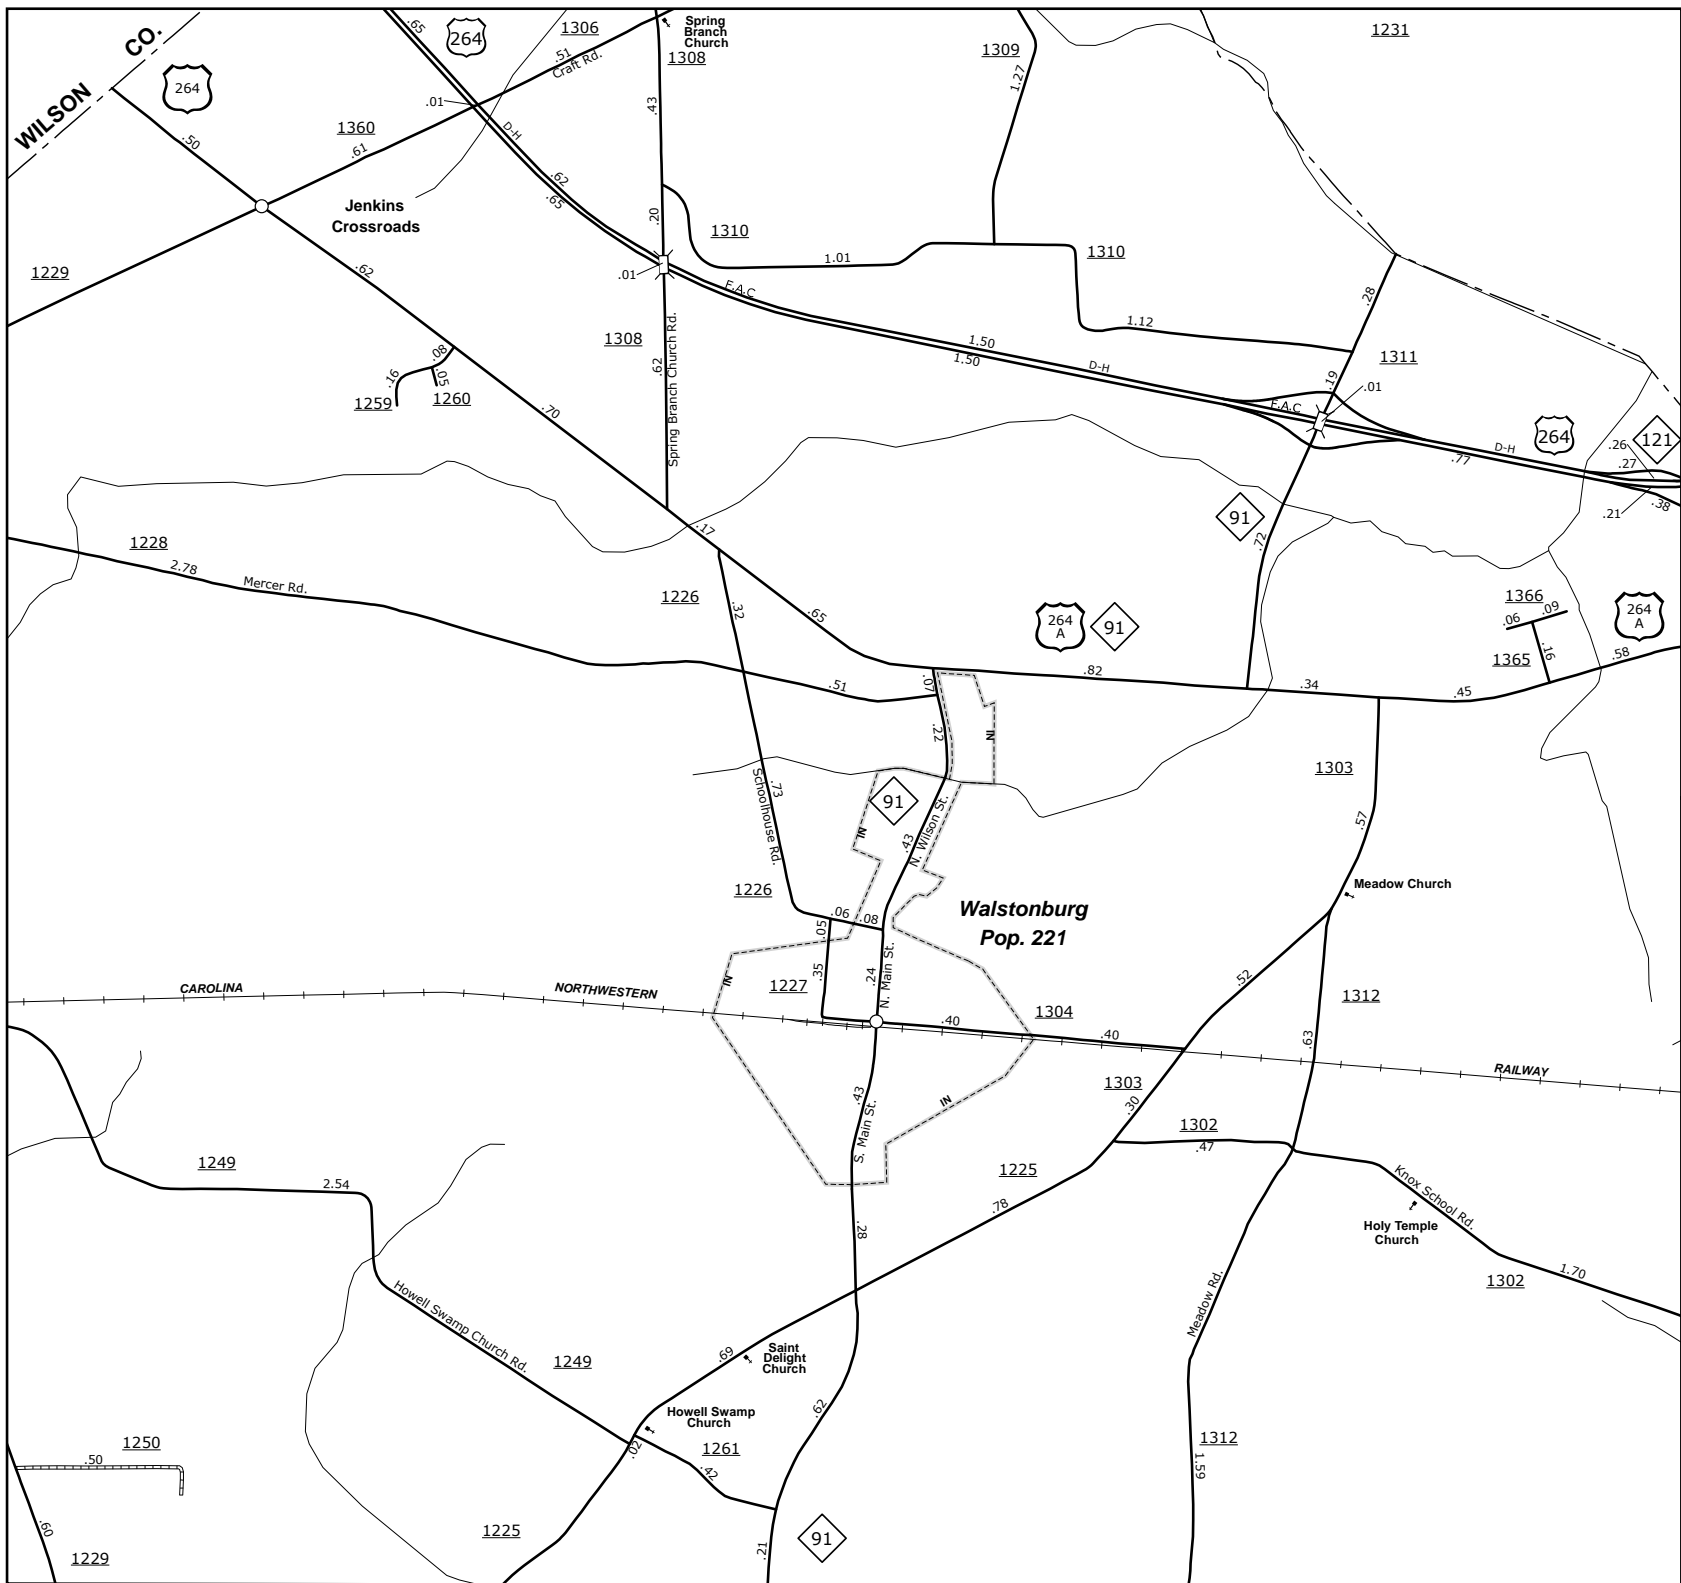 WILSON CO.
264
.65
264
1306
.51
Craft Rd.
Spring
Branch
Church
1308
1309
1.27
1231
.50
.01
D-H
.43
1360
.61
.62
.65
Jenkins
Crossroads
.20
1310
1.01
1310
1229
.62
.01
F.A.C
.28
1308
Spring Branch Church Rd.
.62
1.50
1.50
1.12
D-H
1311
.19
.01
.08
.16
.05
1259
1260
.70
F.A.C
264
121
D-H
.77
.26
.27
.21
.38
.17
91
.72
1228
2.78
Mercer Rd.
1226
.32
.65
264
A
91
1366
.06
.09
264
A
1365
.16
.58
.51
.07
.82
.34
.45
.22
IN
.73
Schoolhouse Rd.
91
IN
.43
N. Wilson St.
1303
.57
1226
.06
.08
.05
Walstonburg
Pop. 221
Meadow Church
IN
.35
.24
N. Main St.
1227
.52
1312
CAROLINA
NORTHWESTERN
1304
.40
.40
.63
RAILWAY
1303
.30
IN
.43
S. Main St.
1302
.47
1249
2.54
1225
.78
Knox School Rd.
Holy Temple
Church
.28
1302
1.70
Howell Swamp Church Rd.
Meadow Rd.
1249
.69
Saint
Delight
Church
.62
Howell Swamp
Church
1250
.50
.02
1261
.42
1312
1.59
.60
1229
1225
.21
91